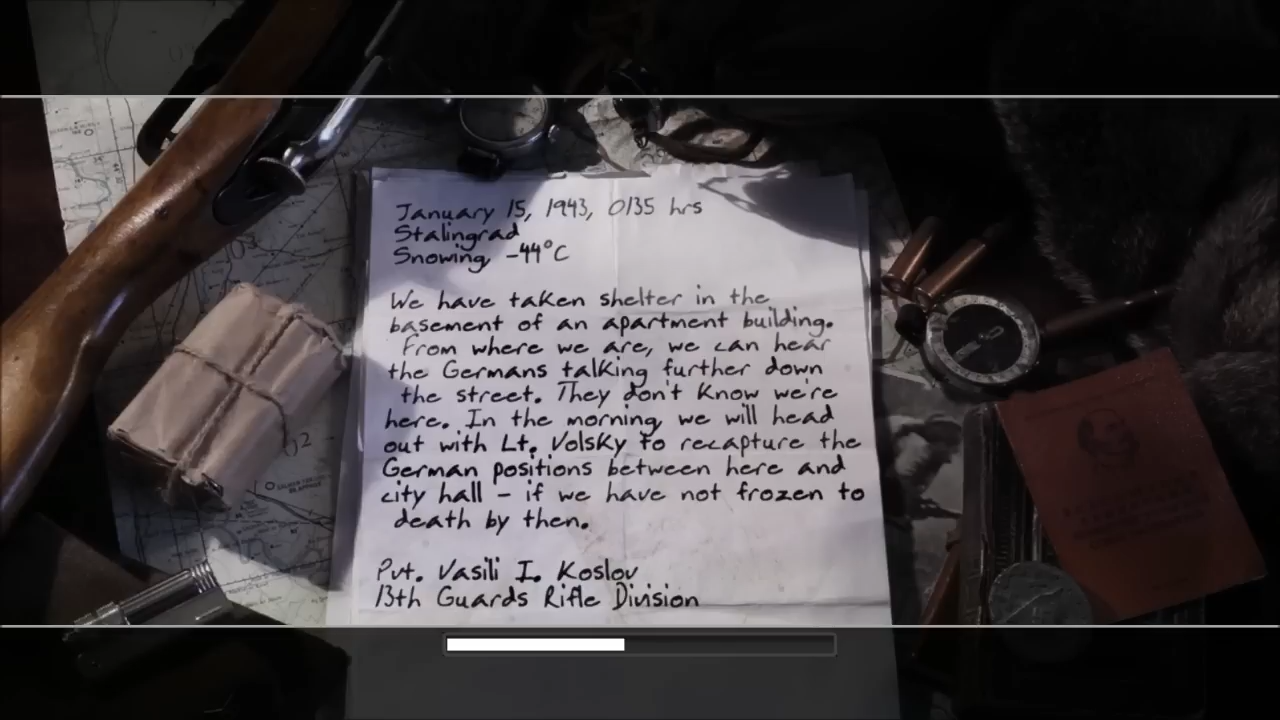 January 15, 1943, 0135 hrs
Stalingrad
Snowing, -44°C
We have taken shelter in the
basement of an apartment building.
From where we are, we can hear
the Germans talking further down
the street. They don't know we're
here. In the morning, we will head
out with Lt. Volsky to recapture the
German positions between here and
city hall - if we have not frozen to
death by then.
Pvt. Vasili I. Koslov
13th Guards Rifle Division